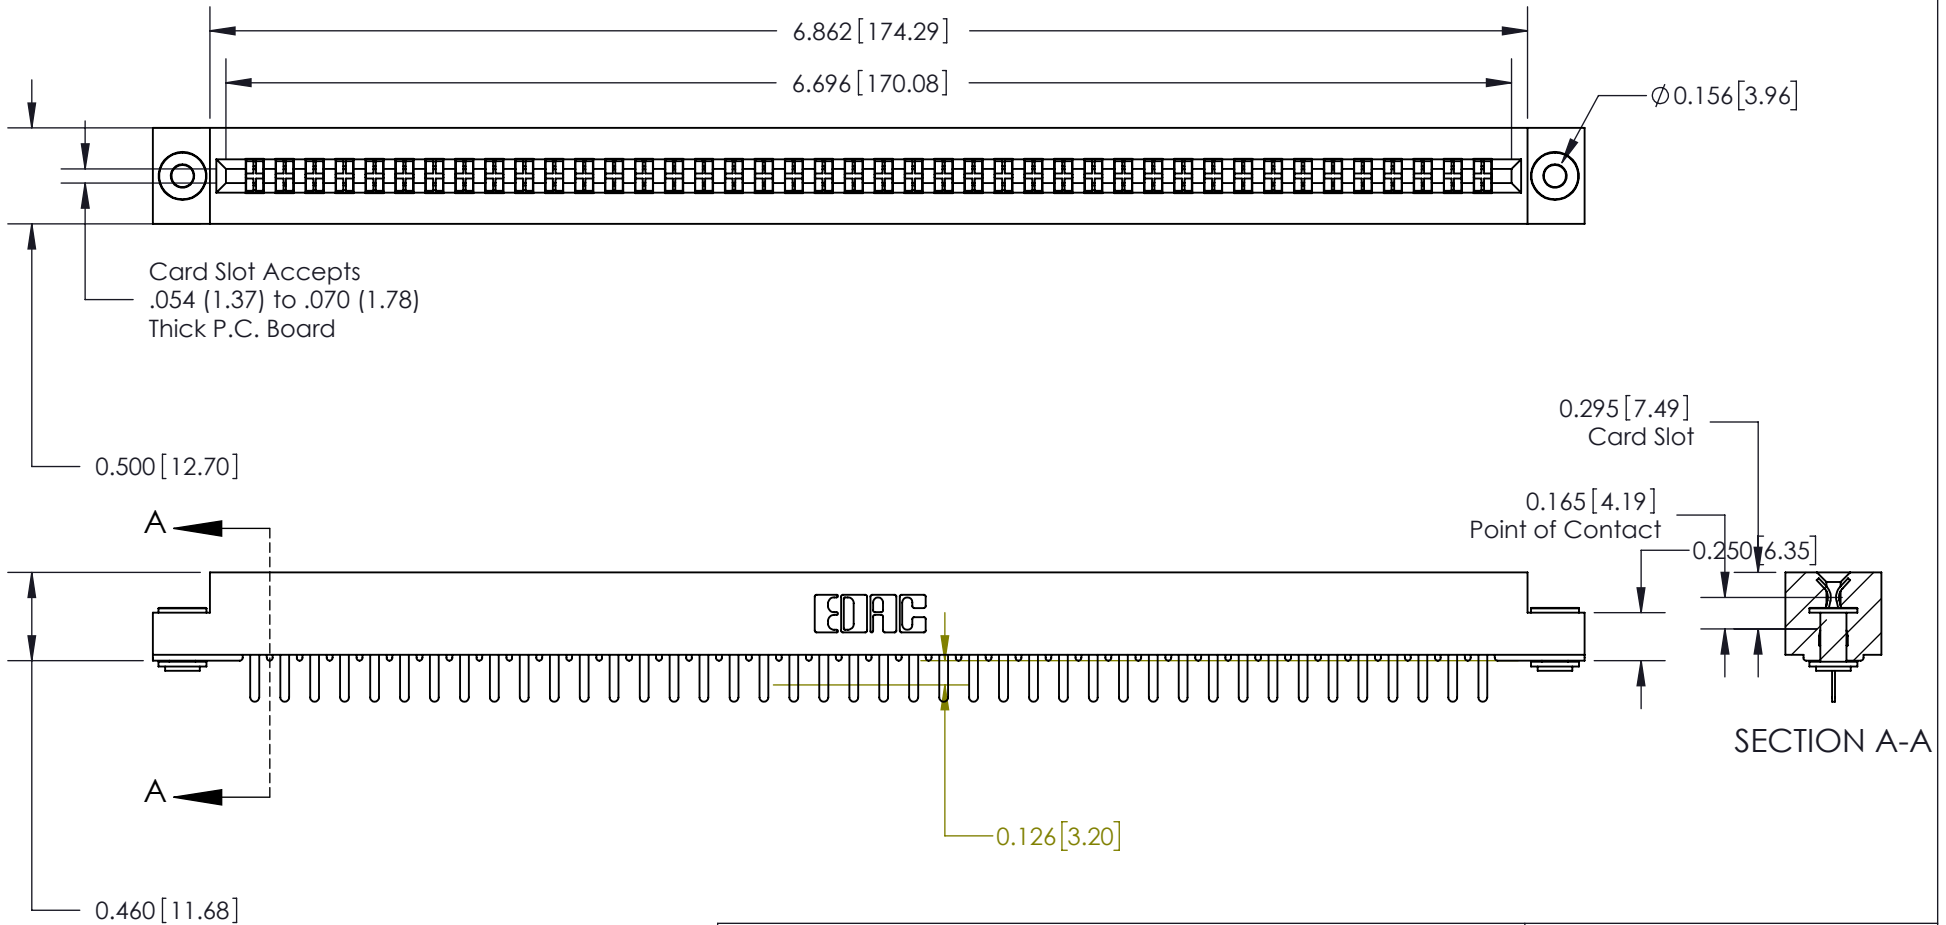 6.862[174.29]
6.696[170.08]
Ø0.156[3.96]
Card Slot Accepts
.054 (1.37) to .070 (1.78)
Thick P.C. Board
0.295[7.49]
Card Slot
0.500[12.70]
0.165[4.19]
Point of Contact
A
0.250[6.35]
EDAC
SECTION A-A
A
0.126[3.20]
0.460[11.68]